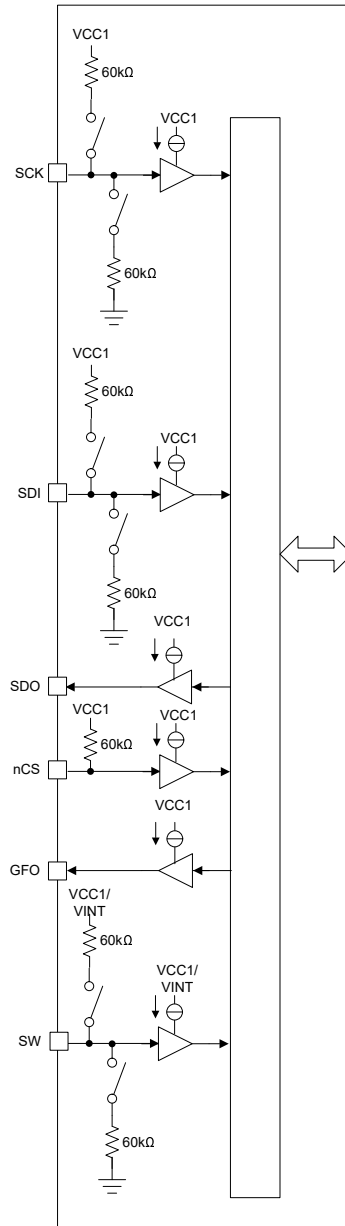 VCC1
60kΩ
VCC1
SCK
60kΩ
VCC1
60kΩ
VCC1
SDI
60kΩ
VCC1
SDO
VCC1
VCC1
60kΩ
nCS
VCC1
GFO
VCC1/
VINT
60kΩ
VCC1/
VINT
SW
60kΩ